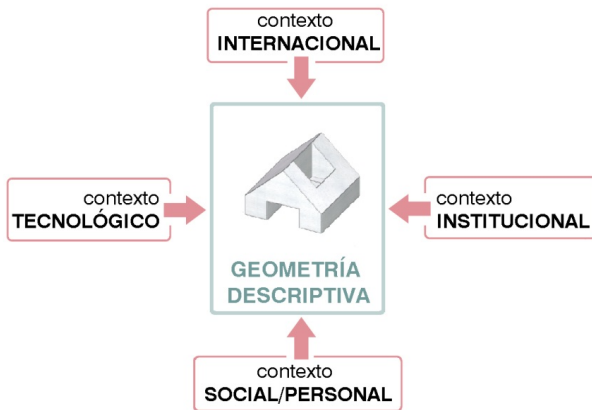 contexto
INTERNACIONAL
contexto
TECNOLÓGICO
contexto
INSTITUCIONAL
GEOMETRÍA
DESCRIPTIVA
contexto
SOCIAL/PERSONAL